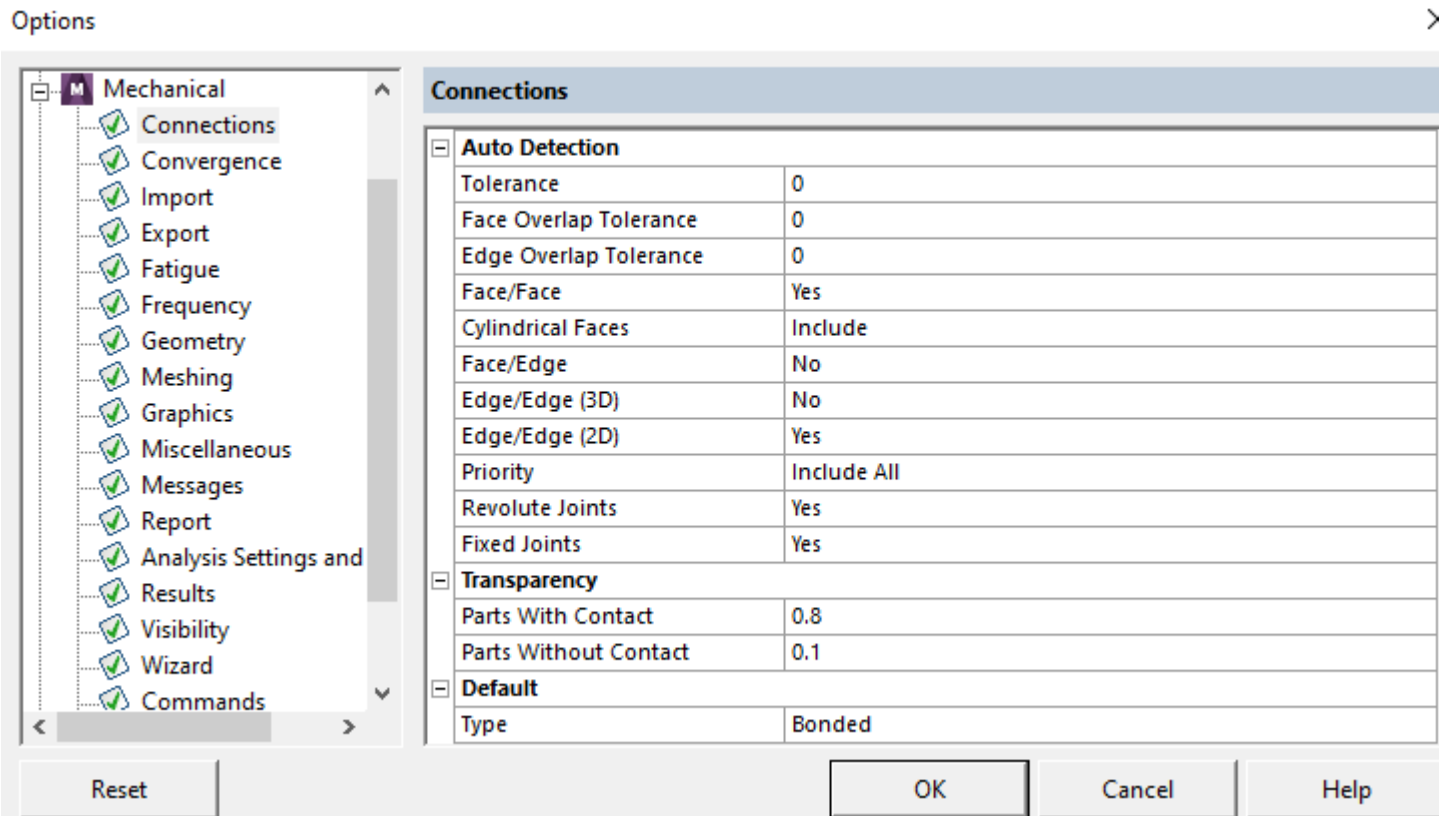 Options
Mechanical
Connections
Convergence
Import
Export
Fatigue
Frequency
Geometry
Meshing
Graphics
Miscellaneous
Messages
Report
Analysis Settings and
Results
Visibility
Wizard
Commands
Connections
Auto Detection
Tolerance 0
Face Overlap Tolerance 0
Edge Overlap Tolerance 0
Face/Face Yes
Cylindrical Faces Include
Face/Edge No
Edge/Edge (3D) No
Edge/Edge (2D) Yes
Priority Include All
Revolute Joints Yes
Fixed Joints Yes
Transparency
Parts With Contact 0.8
Parts Without Contact 0.1
Default
Type Bonded
Reset OK Cancel Help